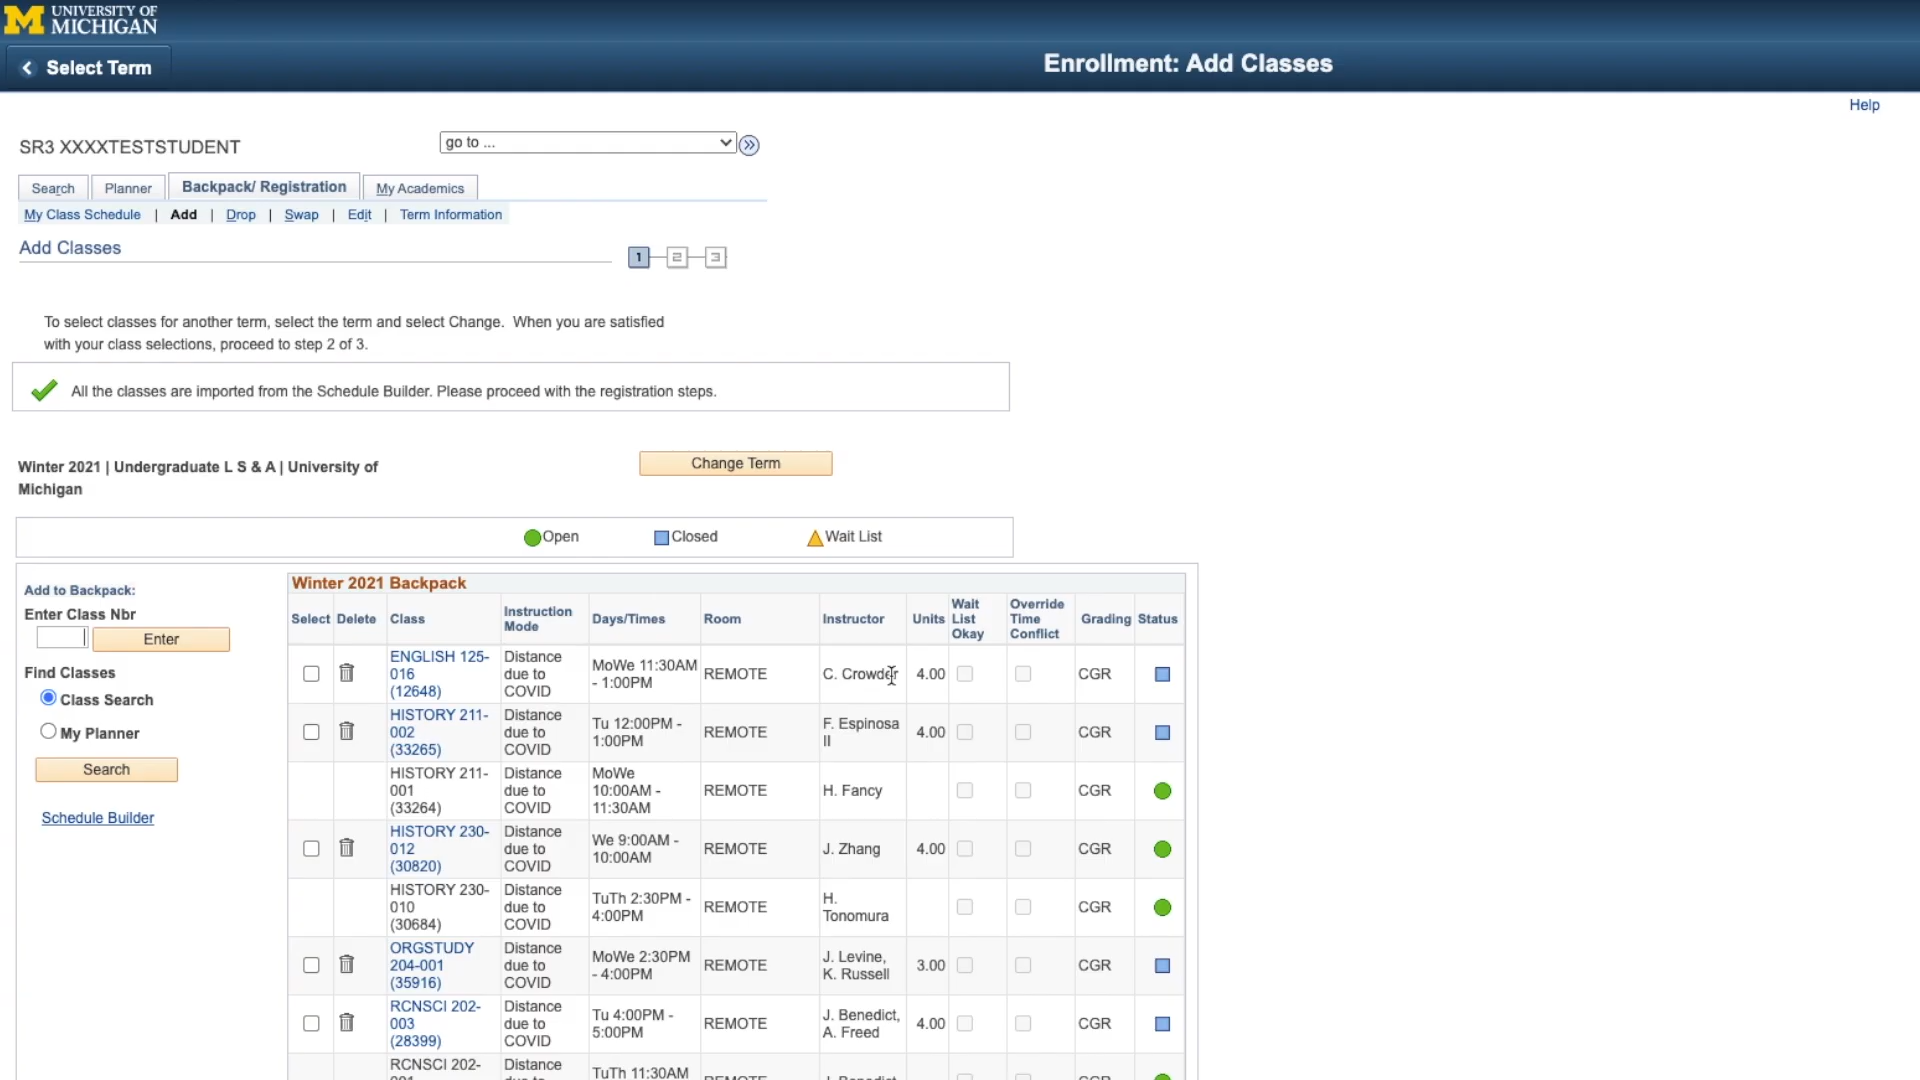 UNIVERSITY OF
MICHIGAN
Select Term
Enrollment: Add Classes
Help
SR3 XXXXTESTSTUDENT
go to ...
Search
Planner
Backpack/ Registration
My Academics
My Class Schedule | Add | Drop | Swap | Edit | Term Information
Add Classes
1 2 3
To select classes for another term, select the term and select Change. When you are satisfied
with your class selections, proceed to step 2 of 3.
All the classes are imported from the Schedule Builder. Please proceed with the registration steps.
Winter 2021 | Undergraduate L S & A | University of
Michigan
Change Term
Open
Closed
Wait List
Add to Backpack:
Enter Class Nbr
Enter
Find Classes
Class Search
My Planner
Search
Schedule Builder
Winter 2021 Backpack
Select
Delete
Class
Instruction
Mode
Days/Times
Room
Instructor
Units
Wait
List
Okay
Override
Time
Conflict
Grading
Status
ENGLISH 125-
016
(12648)
Distance
due to
COVID
MoWe 11:30AM
- 1:00PM
REMOTE
C. Crowder
4.00
CGR
HISTORY 211-
002
(33265)
Distance
due to
COVID
Tu 12:00PM -
1:00PM
REMOTE
F. Espinosa
II
4.00
CGR
HISTORY 211-
001
(33264)
Distance
due to
COVID
MoWe
10:00AM -
11:30AM
REMOTE
H. Fancy
CGR
HISTORY 230-
012
(30820)
Distance
due to
COVID
We 9:00AM -
10:00AM
REMOTE
J. Zhang
4.00
CGR
HISTORY 230-
010
(30684)
Distance
due to
COVID
TuTh 2:30PM -
4:00PM
REMOTE
H.
Tonomura
CGR
ORGSTUDY
204-001
(35916)
Distance
due to
COVID
MoWe 2:30PM
- 4:00PM
REMOTE
J. Levine,
K. Russell
3.00
CGR
RCNSCI 202-
003
(28399)
Distance
due to
COVID
Tu 4:00PM -
5:00PM
REMOTE
J. Benedict,
A. Freed
4.00
CGR
RCNSCI 202-
Distance
TuTh 11:30AM